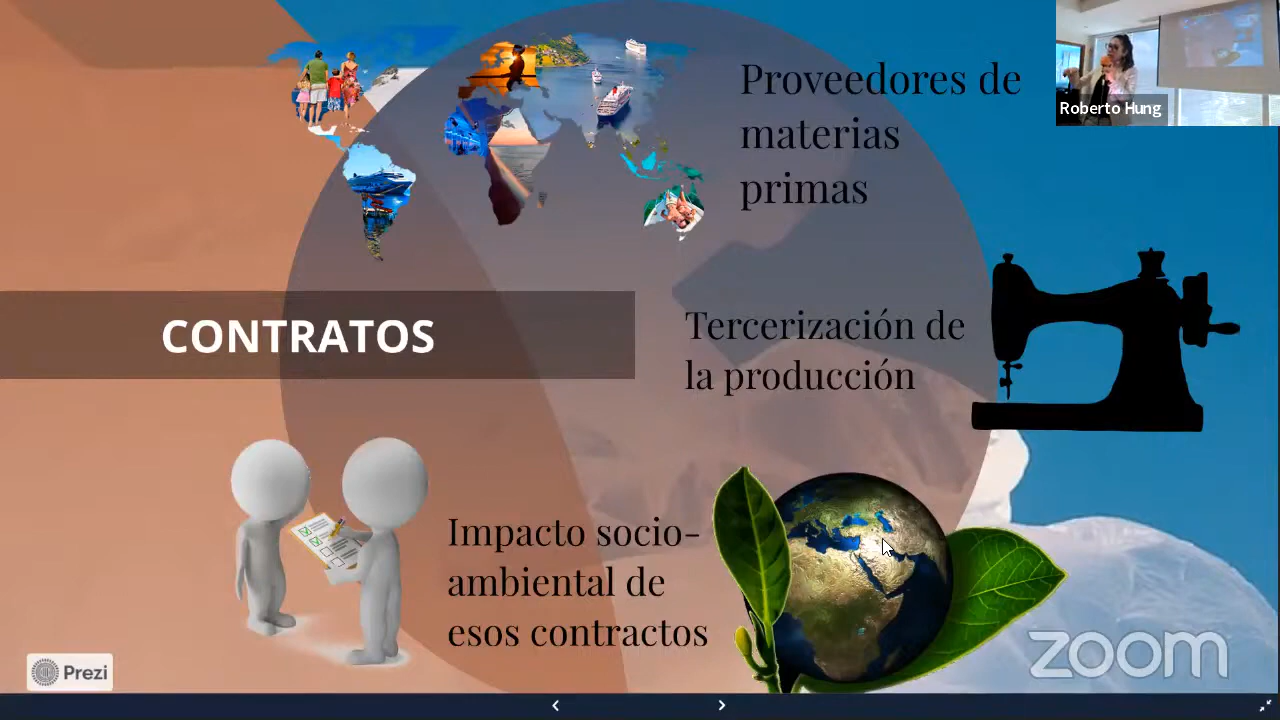 Proveedores de
materias
primas
Roberto Hung
CONTRATOS
Tercerización de
la producción
Impacto socio-
ambiental de
esos contractos
Prezi
zoom